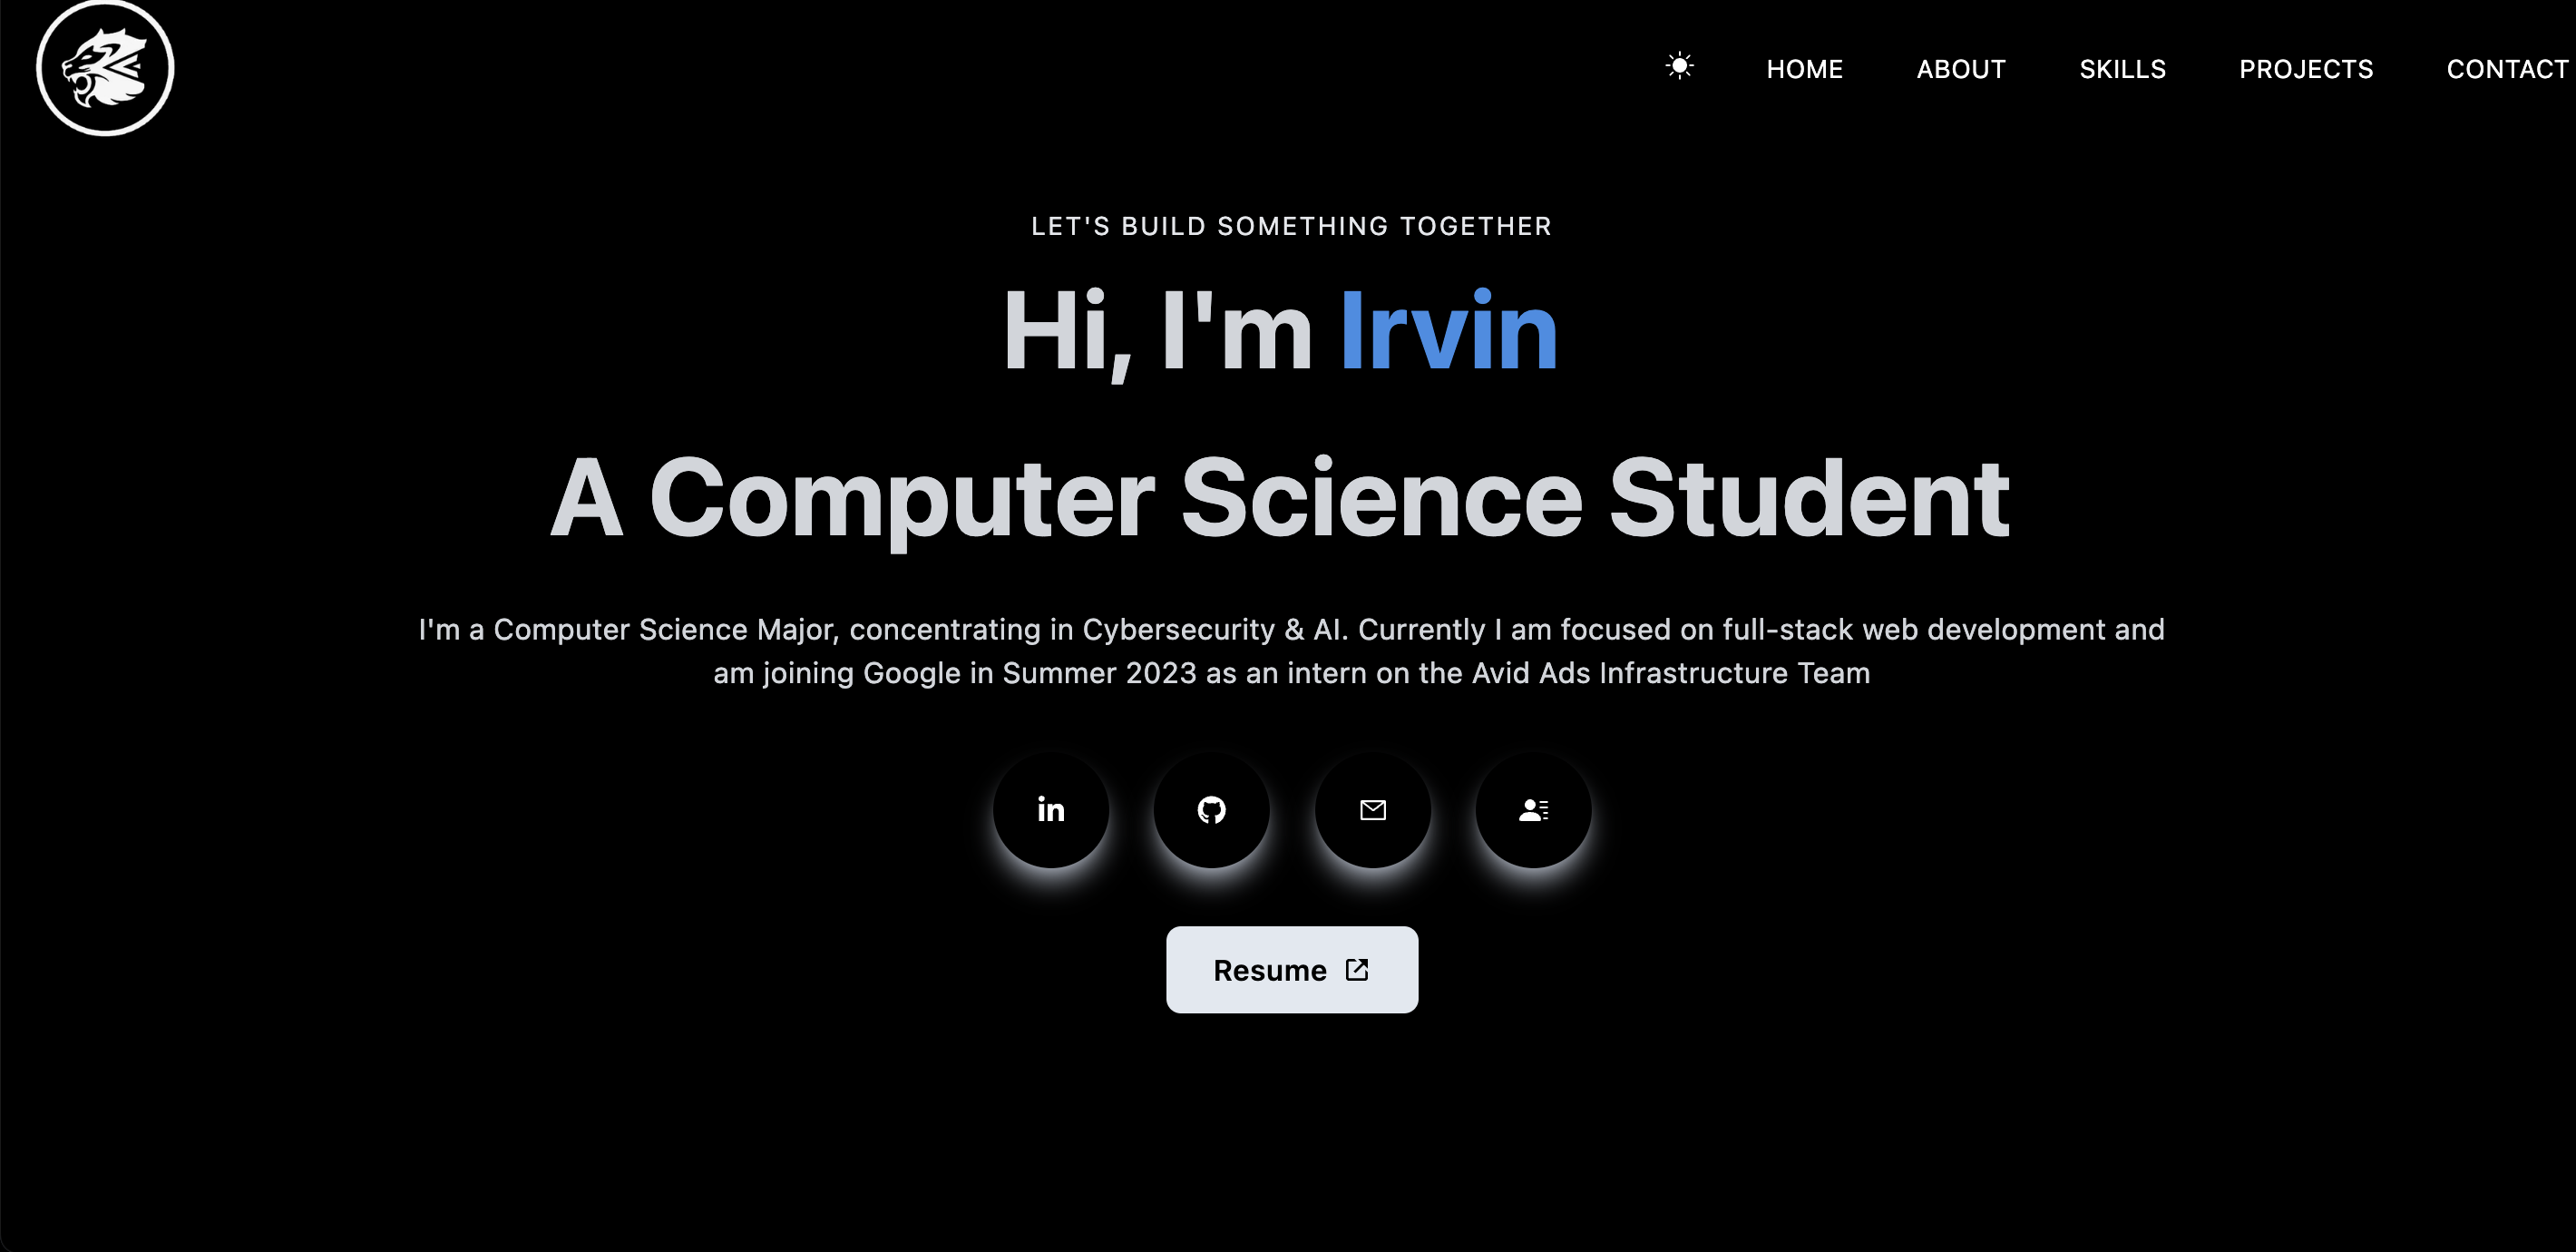 HOME ABOUT SKILLS PROJECTS CONTACT
LET'S BUILD SOMETHING TOGETHER
Hi, I'm Irvin
A Computer Science Student
I'm a Computer Science Major, concentrating in Cybersecurity & AI. Currently I am focused on full-stack web development and
am joining Google in Summer 2023 as an intern on the Avid Ads Infrastructure Team
in
Resume